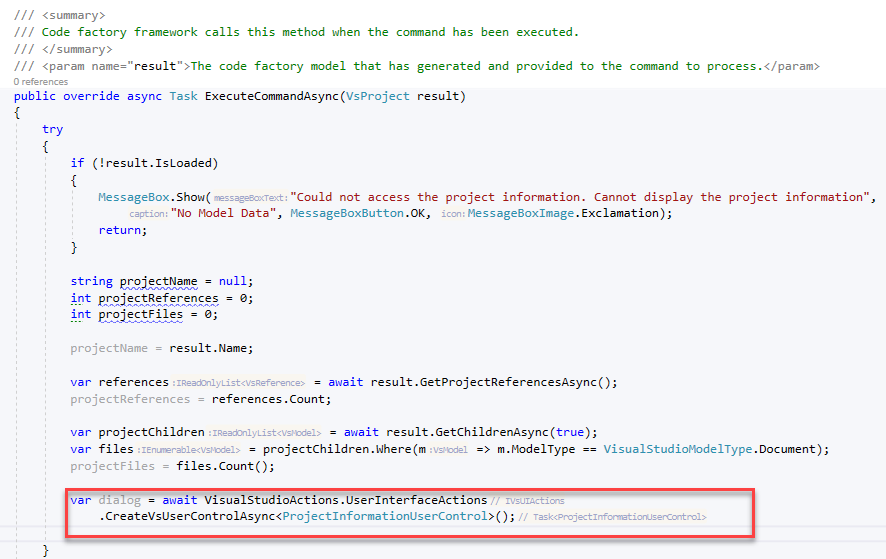 /// <summary>
/// Code factory framework calls this method when the command has been executed.
/// </summary>
/// <param name="result">The code factory model that has generated and provided to the command to process.</param>
0 references
public override async Task ExecuteCommandAsync(VsProject result)
{
try
{
if (!result.IsLoaded)
{
MessageBox.Show( messageBoxText: "Could not access the project information. Cannot display the project information",
caption: "No Model Data", MessageBoxButton.OK, icon: MessageBoxImage.Exclamation);
return;
}
string projectName = null;
int projectReferences = 0;
int projectFiles = 0;
projectName = result.Name;
var references :IReadOnlyList<VsReference> = await result.GetProjectReferencesAsync();
projectReferences = references.Count;
var projectChildren :IReadOnlyList<VsModel> = await result.GetChildrenAsync(true);
var files :IEnumerable<VsModel> = projectChildren.Where(m :VsModel => m.ModelType == VisualStudioModelType.Document);
projectFiles = files.Count();
var dialog = await VisualStudioActions.UserInterfaceActions // IVsUIActions
.CreateVsUserControlAsync<ProjectInformationUserControl>(); // Task<ProjectInformationUserControl>
}